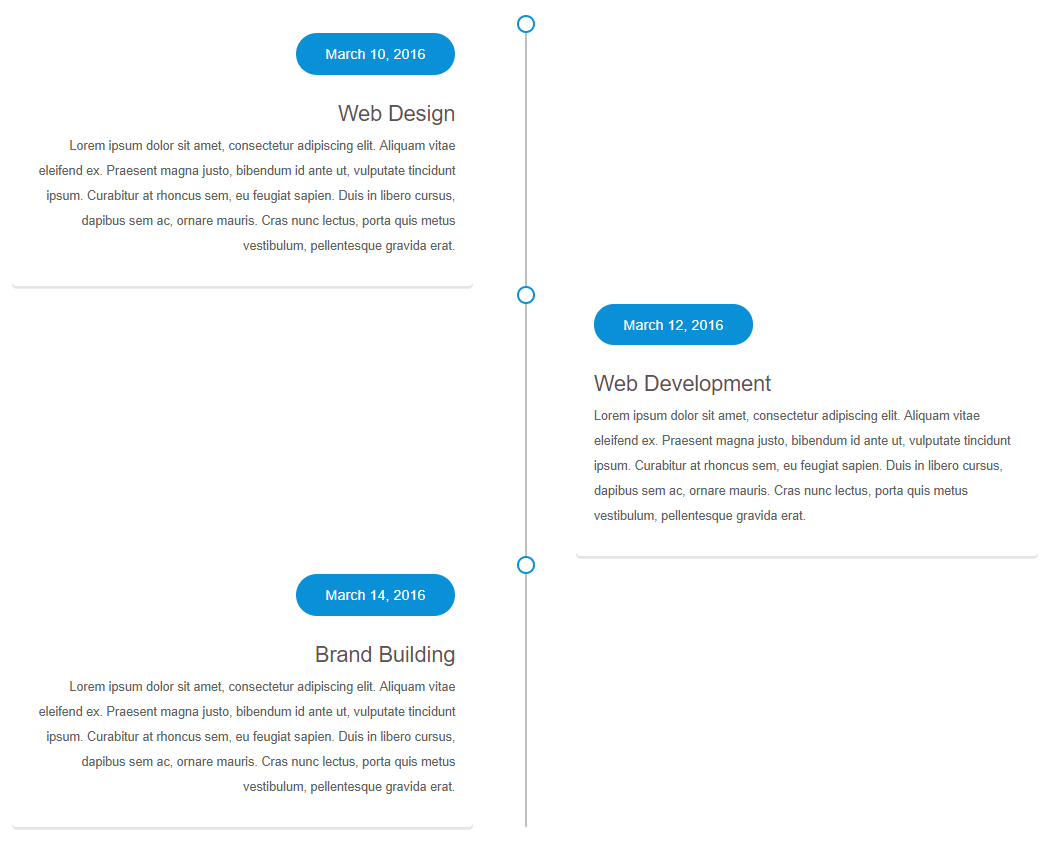 March 10, 2016
Web Design
Lorem ipsum dolor sit amet, consectetur adipiscing elit. Aliquam vitae
eleifend ex. Praesent magna justo, bibendum id ante ut, vulputate tincidunt
ipsum. Curabitur at rhoncus sem, eu feugiat sapien. Duis in libero cursus,
dapibus sem ac, ornare mauris. Cras nunc lectus, porta quis metus
vestibulum, pellentesque gravida erat.
March 12, 2016
Web Development
Lorem ipsum dolor sit amet, consectetur adipiscing elit. Aliquam vitae
eleifend ex. Praesent magna justo, bibendum id ante ut, vulputate tincidunt
ipsum. Curabitur at rhoncus sem, eu feugiat sapien. Duis in libero cursus,
dapibus sem ac, ornare mauris. Cras nunc lectus, porta quis metus
vestibulum, pellentesque gravida erat.
March 14, 2016
Brand Building
Lorem ipsum dolor sit amet, consectetur adipiscing elit. Aliquam vitae
eleifend ex. Praesent magna justo, bibendum id ante ut, vulputate tincidunt
ipsum. Curabitur at rhoncus sem, eu feugiat sapien. Duis in libero cursus,
dapibus sem ac, ornare mauris. Cras nunc lectus, porta quis metus
vestibulum, pellentesque gravida erat.